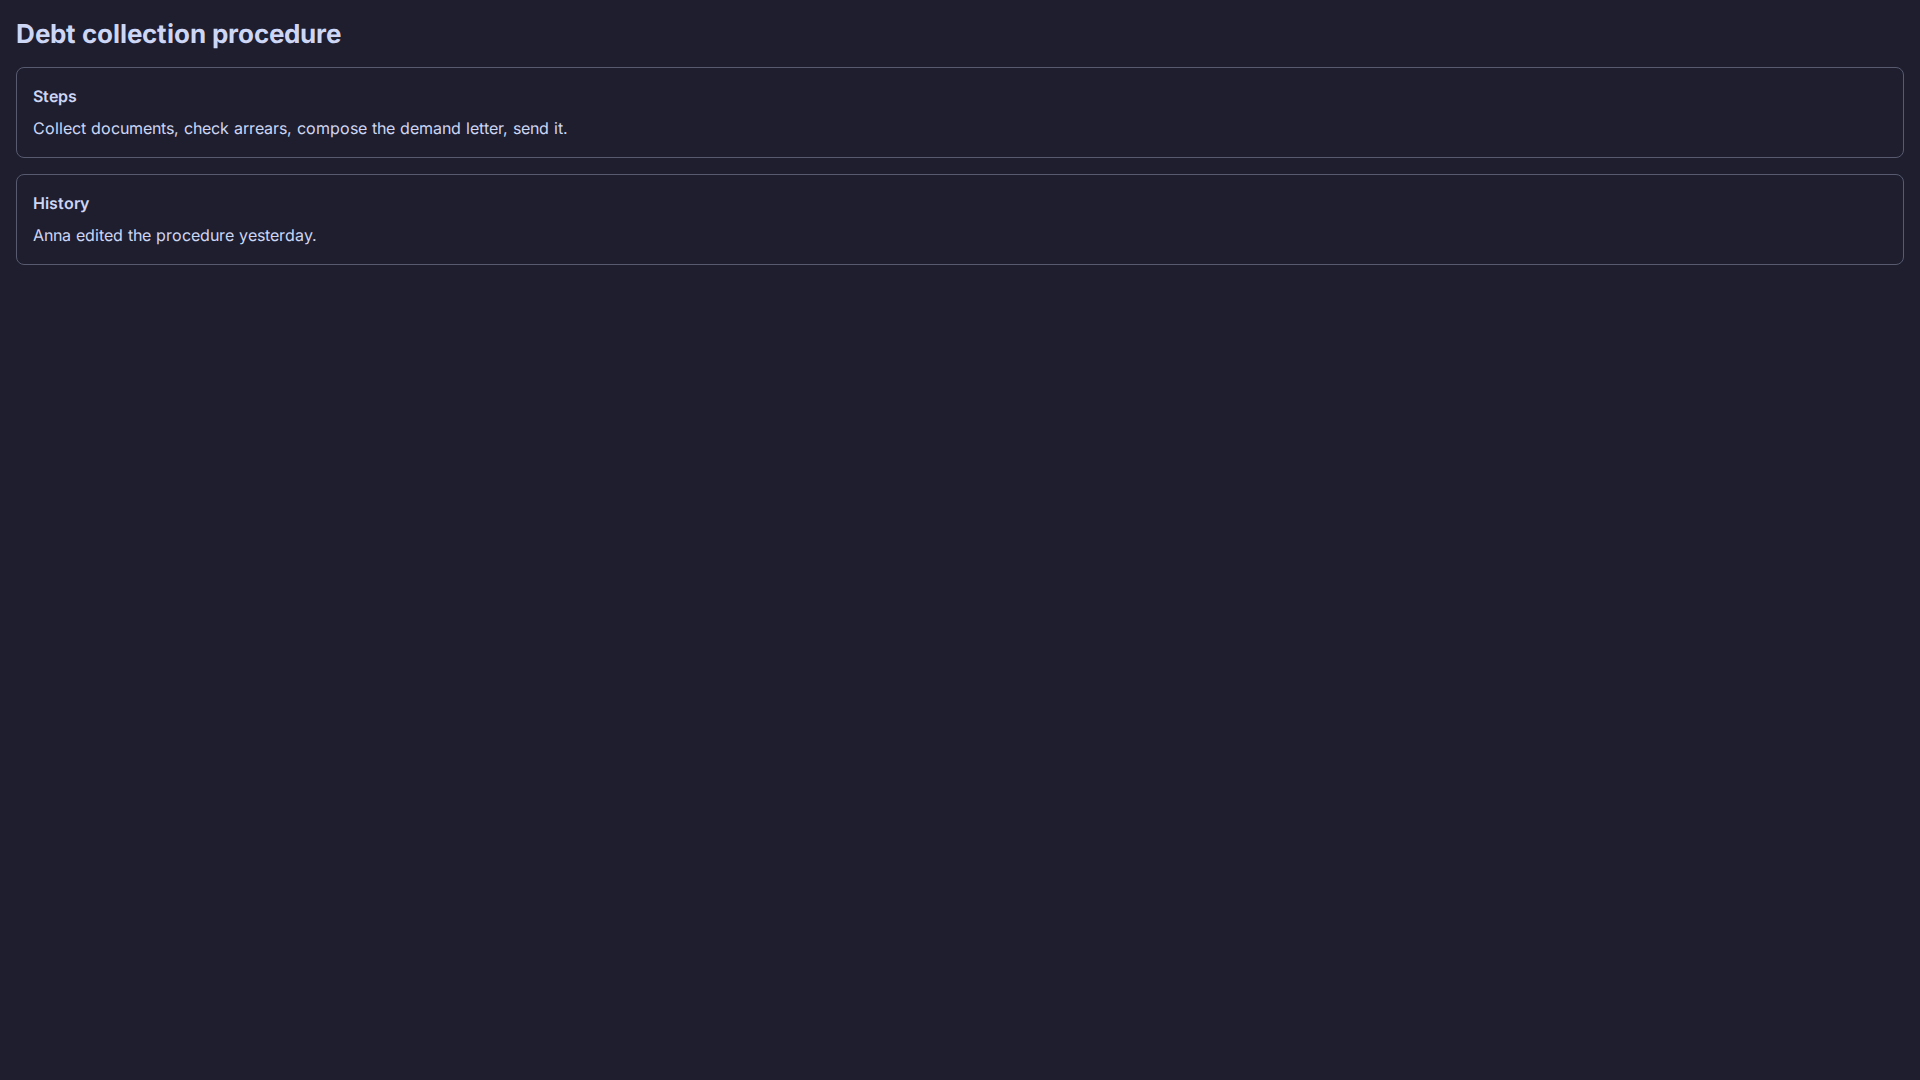 Debt collection procedure
Steps
Collect documents, check arrears, compose the demand letter, send it.
History
Anna edited the procedure yesterday.